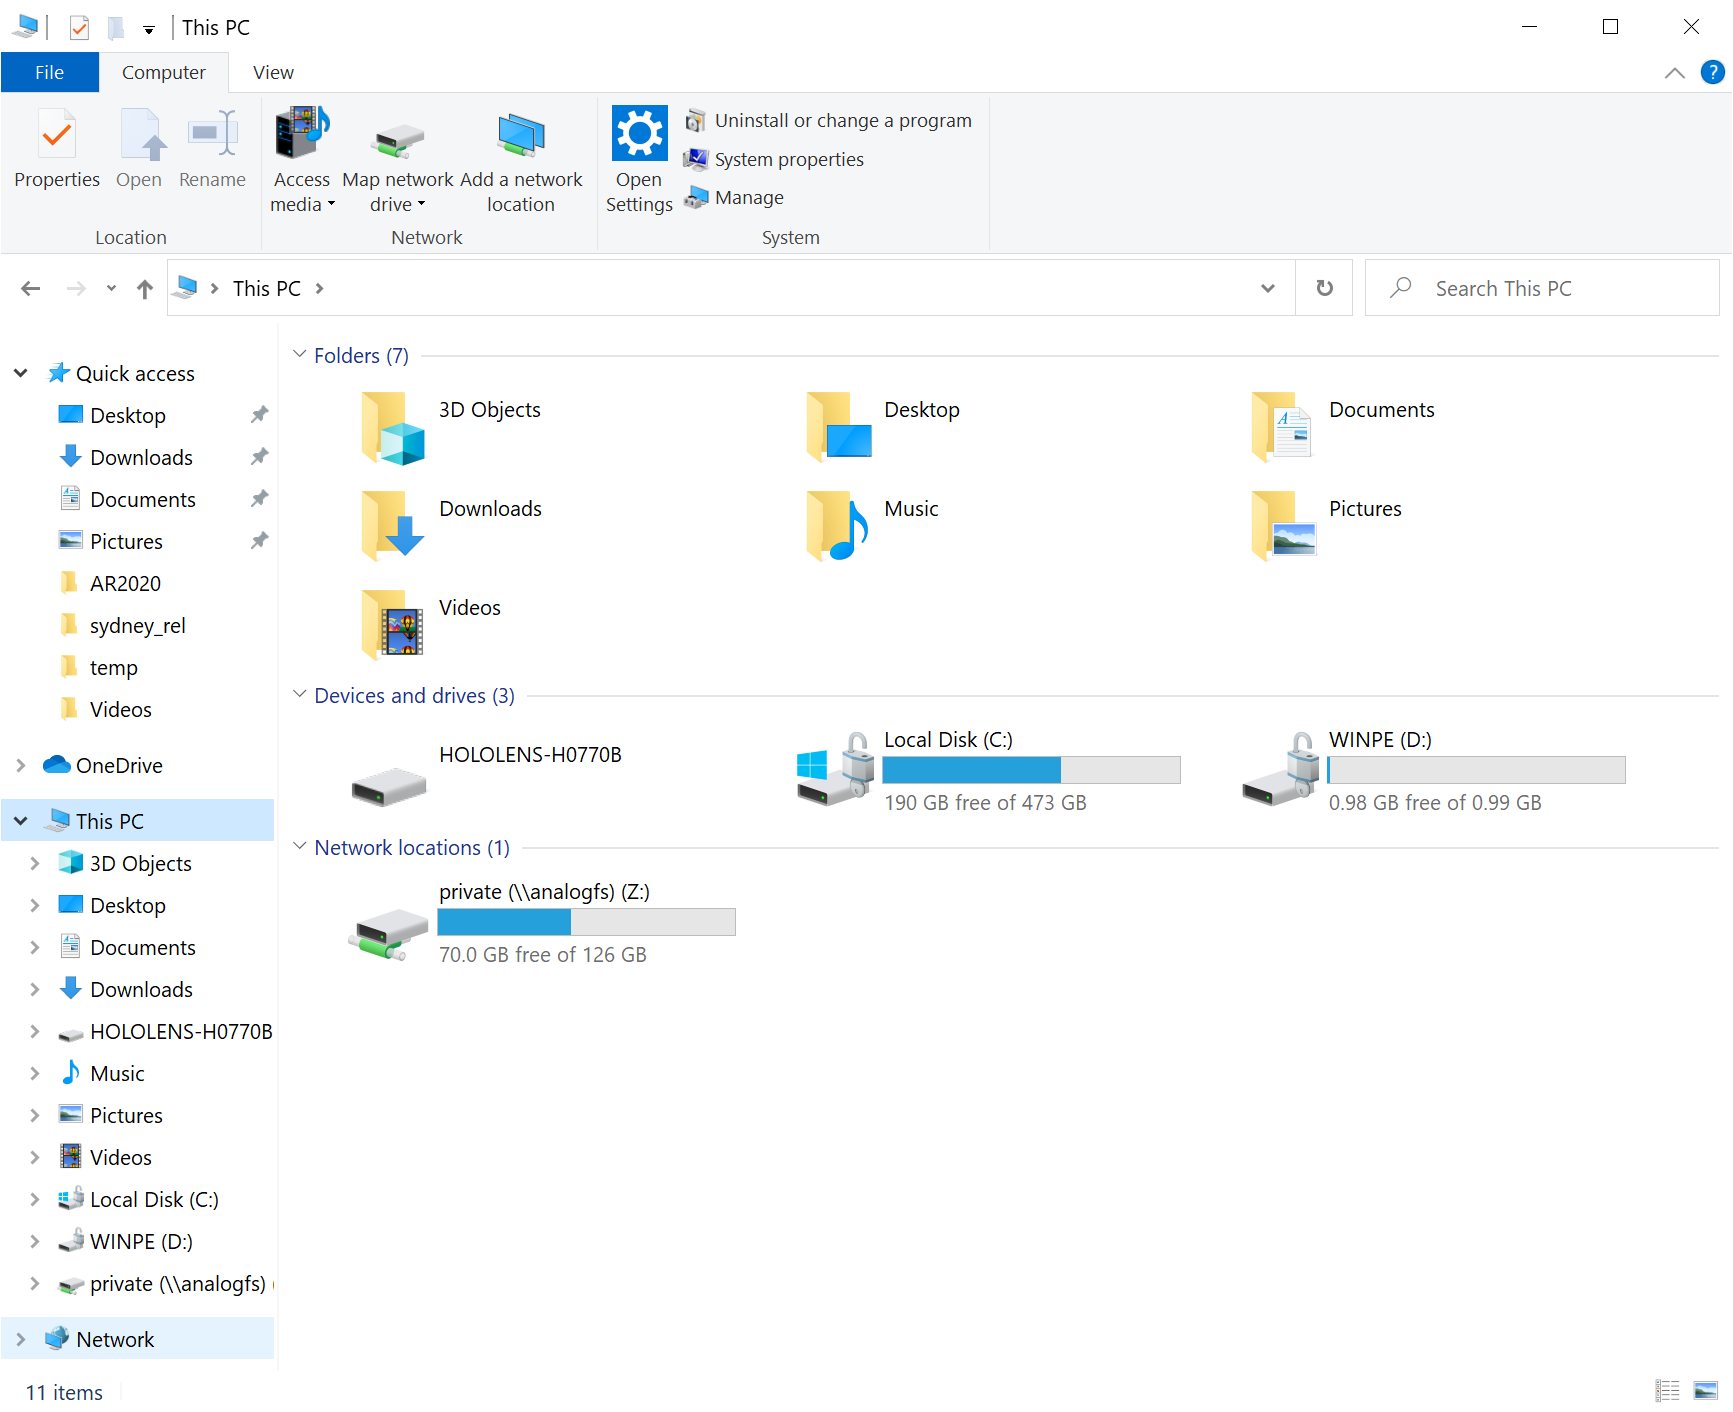 This PC
File
Computer
View
Properties
Open
Rename
Access
media
Map network
drive
Add a network
location
Open
Settings
Uninstall or change a program
System properties
Manage
Location
Network
System
This PC
Search This PC
Quick access
Desktop
Downloads
Documents
Pictures
AR2020
sydney_rel
temp
Videos
OneDrive
This PC
3D Objects
Desktop
Documents
Downloads
HOLOLENS-H0770B
Music
Pictures
Videos
Local Disk (C:)
WINPE (D:)
private (\\analogfs) (
Network
Folders (7)
3D Objects
Desktop
Documents
Downloads
Music
Pictures
Videos
Devices and drives (3)
HOLOLENS-H0770B
Local Disk (C:)
190 GB free of 473 GB
WINPE (D:)
0.98 GB free of 0.99 GB
Network locations (1)
private (\\analogfs) (Z:)
70.0 GB free of 126 GB
11 items